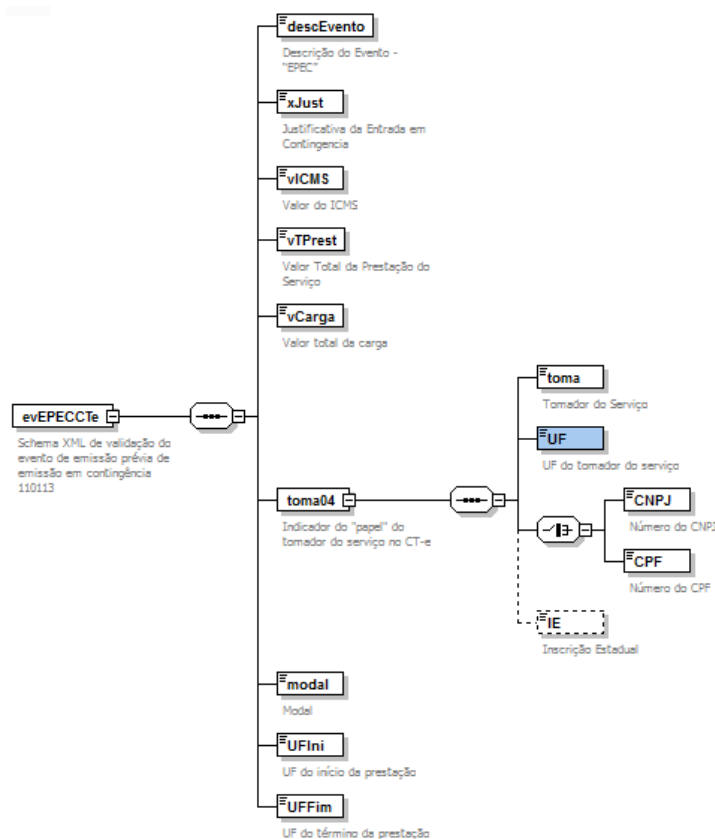 descEvento
Descrição do Evento -
"EPEC"
xJust
Justificativa da Entrada em
Contingencia
vICMS
Valor do ICMS
vTPrest
Valor Total da Prestação do
Serviço
vCarga
Valor total da carga
evEPECCTe
Schema XML de validação do
evento de emissão prévia de
emissão em contingência
110113
toma04
Indicador do "papel" do
tomador do serviço no CT-e
toma
Tomador do Serviço
UF
UF do tomador do serviço
CNPJ
Número do CNPJ
CPF
Número do CPF
IE
Inscrição Estadual
modal
Modal
UFIni
UF do início da prestação
UFFim
UF do término da prestação